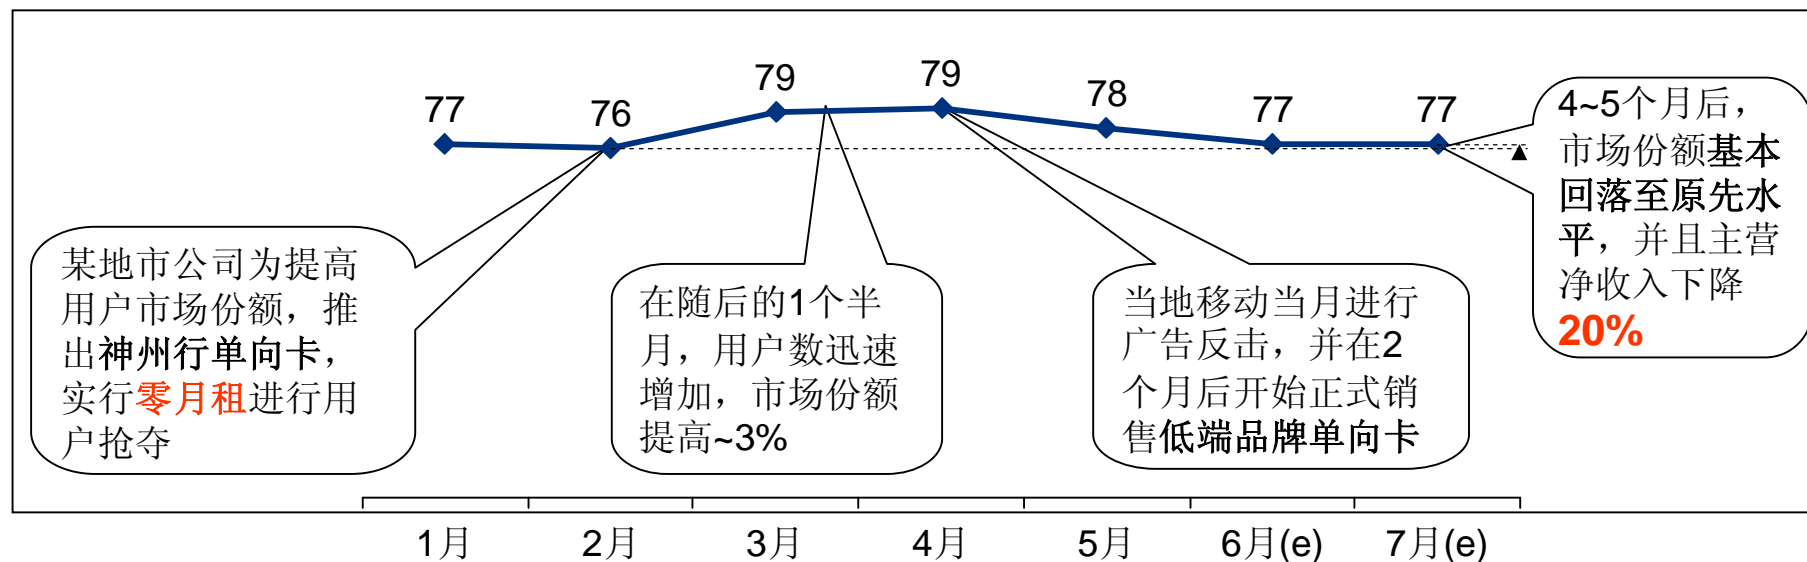 77
76
79
79
78
77
77
某地市公司为提高
用户市场份额，推
出神州行单向卡，
实行零月租进行用
户抢夺
在随后的1个半
月，用户数迅速
增加，市场份额
提高~3%
当地移动当月进行
广告反击，并在2
个月后开始正式销
售低端品牌单向卡
4~5个月后，
市场份额基本
回落至原先水
平，并且主营
净收入下降
20%
1月
2月
3月
4月
5月
6月(e)
7月(e)